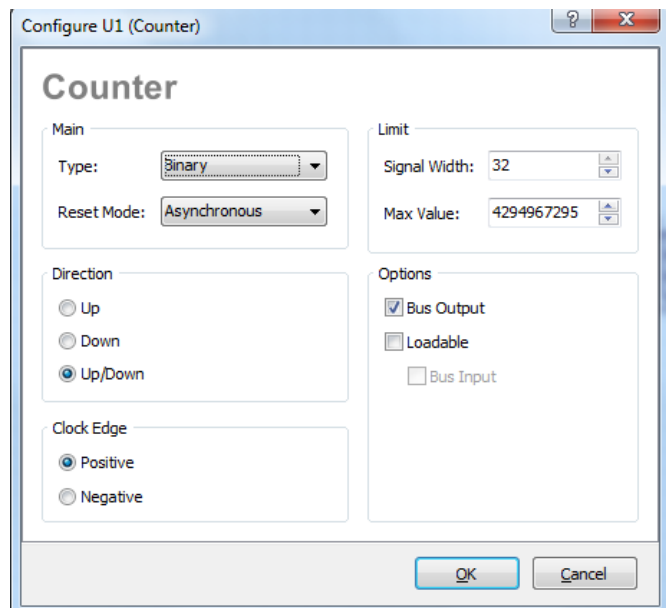 Configure U1 (Counter)
Counter
Main
Type: Binary
Reset Mode: Asynchronous
Limit
Signal Width: 32
Max Value: 4294967295
Direction
Up
Down
Up/Down
Options
Bus Output
Loadable
Bus Input
Clock Edge
Positive
Negative
OK
Cancel